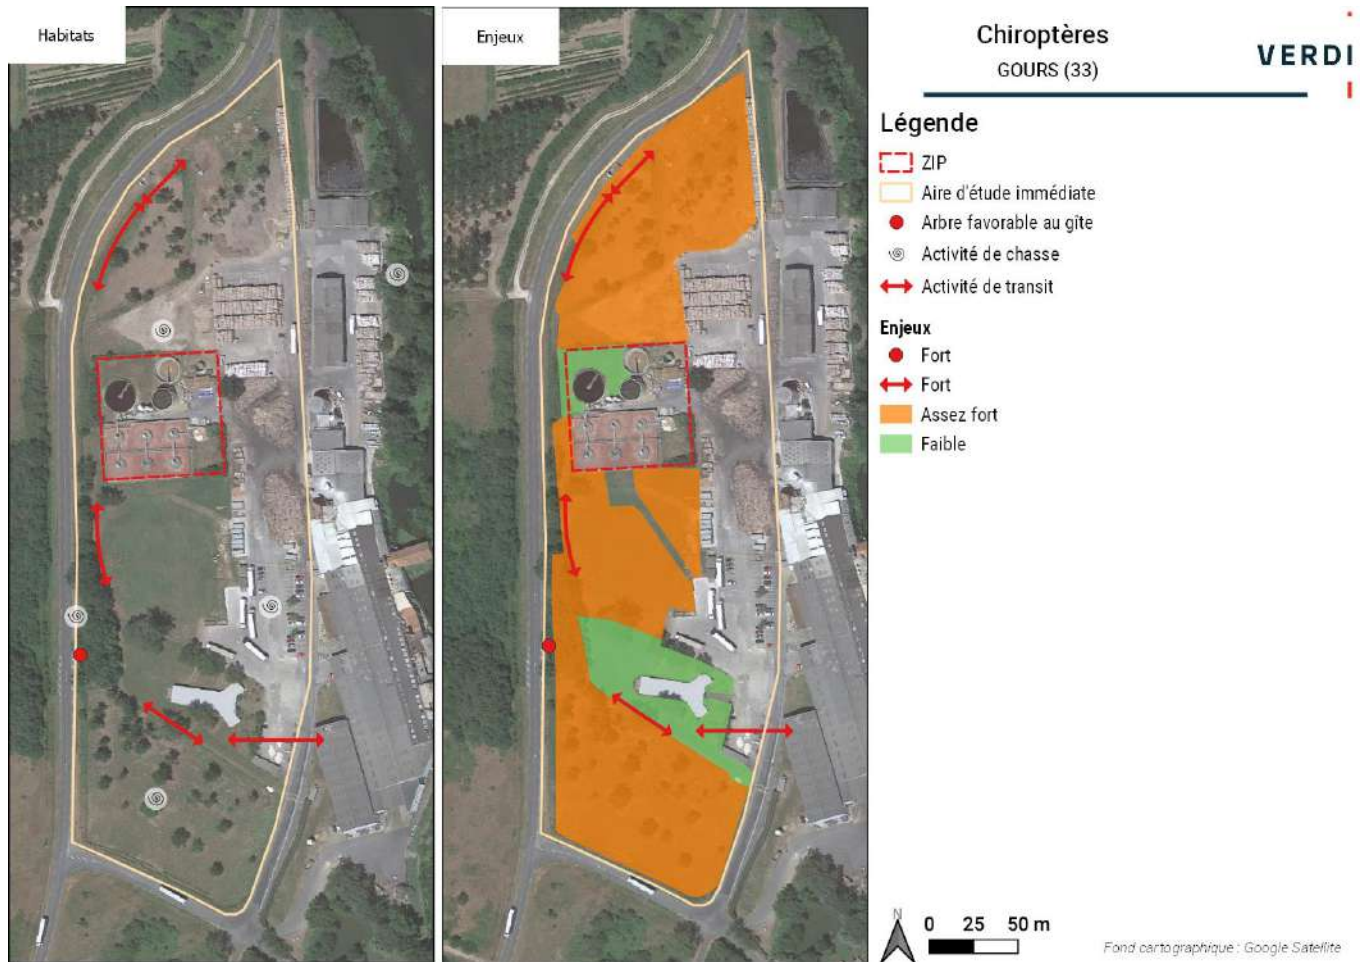 Habitats
Enjeux
Chiroptères
GOURS (33)
VERDI
Légende
ZIP
Aire d'étude immédiate
Arbre favorable au gîte
Activité de chasse
Activité de transit
Enjeux
Fort
Fort
Assez fort
Faible
N
0 25 50 m
Fond cartographique : Google Satellite